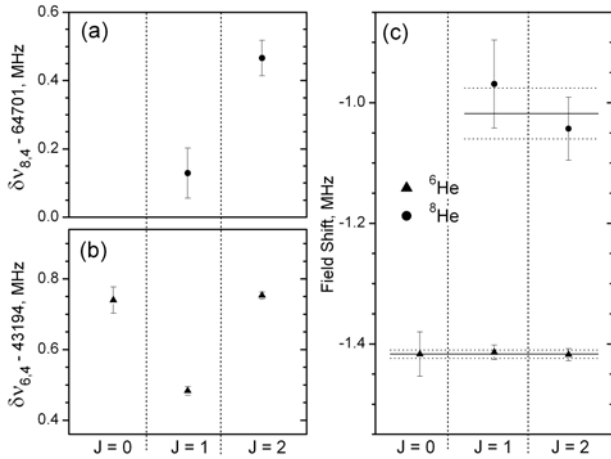 (a)
δν8,4 - 64701, MHz
0.6
0.4
0.2
0.0
(b)
δν6,4 - 43194, MHz
0.8
0.6
0.4
J = 0
J = 1
J = 2
(c)
Field Shift, MHz
-1.0
-1.2
-1.4
▲ ⁶He
● ⁸He
J = 0
J = 1
J = 2